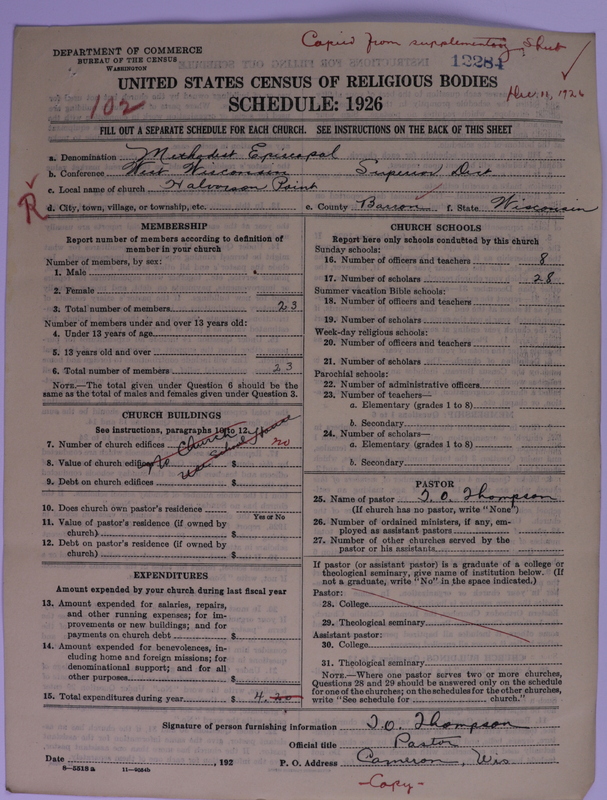 Copied from supplementary Sheet
DEPARTMENT OF COMMERCE
BUREAU OF THE CENSUS
WASHINGTON
12284
Dec. 11, 1926
UNITED STATES CENSUS OF RELIGIOUS BODIES
102
SCHEDULE: 1926
FILL OUT A SEPARATE SCHEDULE FOR EACH CHURCH. SEE INSTRUCTIONS ON THE BACK OF THIS SHEET
a. Denomination Methodist Episcopal
b. Conference West Wisconsin Superior Dist
c. Local name of church Halvorson Point
R
d. City, town, village, or township, etc. e. County Barron f. State Wisconsin
MEMBERSHIP
Report number of members according to definition of
member in your church
Number of members, by sex:
1. Male
2. Female
3. Total number of members 23
Number of members under and over 13 years old:
4. Under 13 years of age
5. 13 years old and over
6. Total number of members 23
NOTE.—The total given under Question 6 should be the
same as the total of males and females given under Question 3.
CHURCH BUILDINGS
See instructions, paragraphs 10 to 12
7. Number of church edifices no
No Church
Use School House
8. Value of church edifices $
9. Debt on church edifices $
10. Does church own pastor's residence
Yes or No
11. Value of pastor's residence (if owned by
church) $
12. Debt on pastor's residence (if owned by
church) $
EXPENDITURES
Amount expended by your church during last fiscal year
13. Amount expended for salaries, repairs,
and other running expenses; for im-
provements or new buildings; and for
payments on church debt $
14. Amount expended for benevolences, in-
cluding home and foreign missions; for
denominational support; and for all
other purposes $
15. Total expenditures during year $ 4.20
CHURCH SCHOOLS
Report here only schools conducted by this church
Sunday schools:
16. Number of officers and teachers 8
17. Number of scholars 28
Summer vacation Bible schools:
18. Number of officers and teachers
19. Number of scholars
Week-day religious schools:
20. Number of officers and teachers
21. Number of scholars
Parochial schools:
22. Number of administrative officers
23. Number of teachers—
a. Elementary (grades 1 to 8)
b. Secondary
24. Number of scholars—
a. Elementary (grades 1 to 8)
b. Secondary
PASTOR
25. Name of pastor T. O. Thompson
(If church has no pastor, write "None")
26. Number of ordained ministers, if any, em-
ployed as assistant pastors
27. Number of other churches served by the
pastor or his assistants
If pastor (or assistant pastor) is a graduate of a college or
theological seminary, give name of institution below. (If
not a graduate, write "No" in the space indicated.)
Pastor:
28. College
29. Theological seminary
Assistant pastor:
30. College
31. Theological seminary
NOTE.—Where one pastor serves two or more churches,
Questions 28 and 29 should be answered only on the schedule
for one of the churches; on the schedules for the other churches,
write "See schedule for church."
Signature of person furnishing information T. O. Thompson
Official title Pastor
Date , 192 P. O. Address Cameron, Wis
8—5518 a 11—8054b
-Copy-